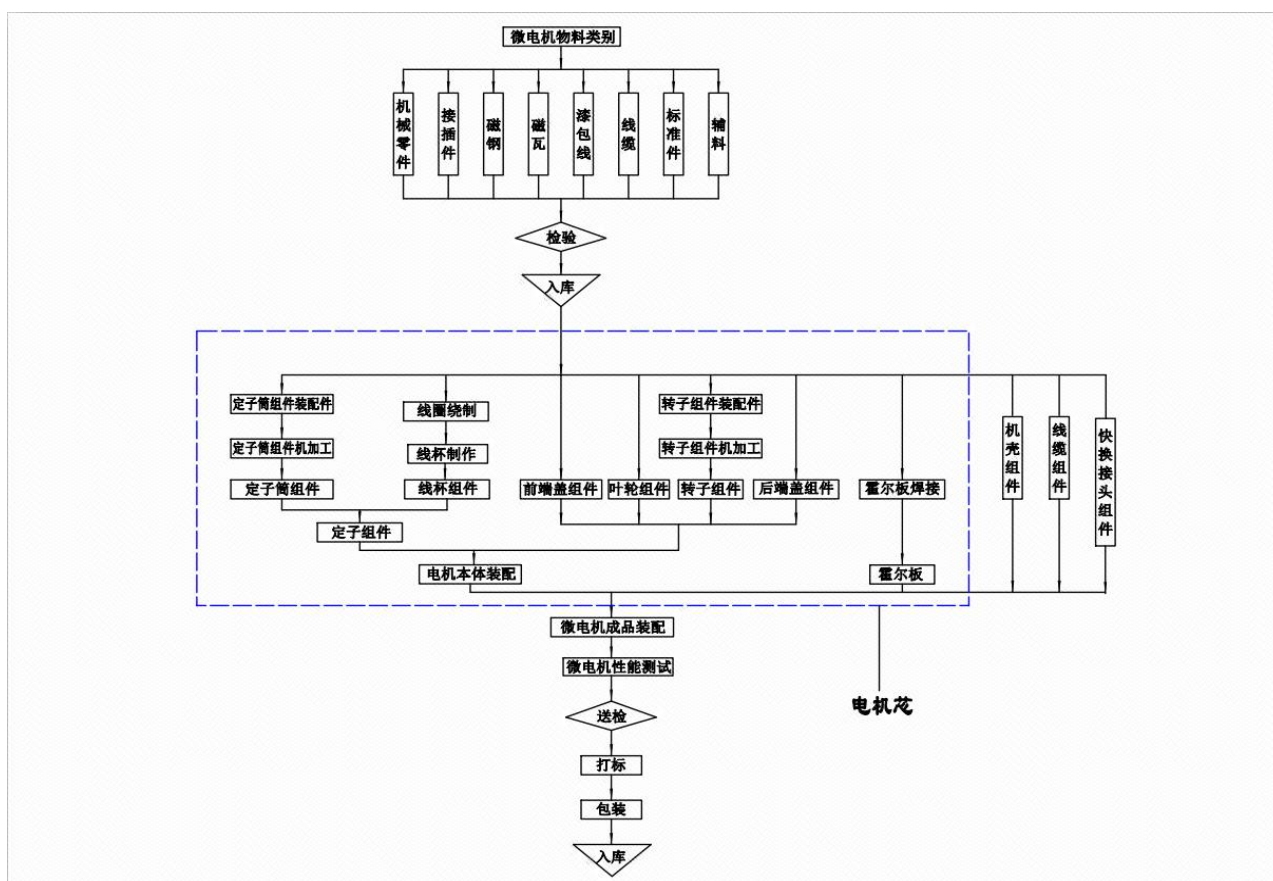 微电机物料类别
机械零件
接插件
磁钢
磁瓦
漆包线
线缆
标准件
辅料
检验
入库
定子筒组件装配件
线圈绕制
转子组件装配件
定子筒组件机加工
线杯制作
转子组件机加工
机壳组件
线缆组件
快换接头组件
定子筒组件
线杯组件
前端盖组件
叶轮组件
转子组件
后端盖组件
霍尔板焊接
定子组件
电机本体装配
霍尔板
微电机成品装配
微电机性能测试
电机芯
送检
打标
包装
入库